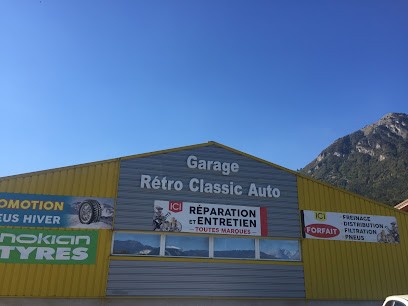 Garage
Rétro Classic Auto
OMOTION
EUS HIVER
nokian
TYRES
ICI
RÉPARATION
ET ENTRETIEN
TOUTES MARQUES
ICI
FORFAIT
FREINAGE
DISTRIBUTION
FILTRATION
PNEUS